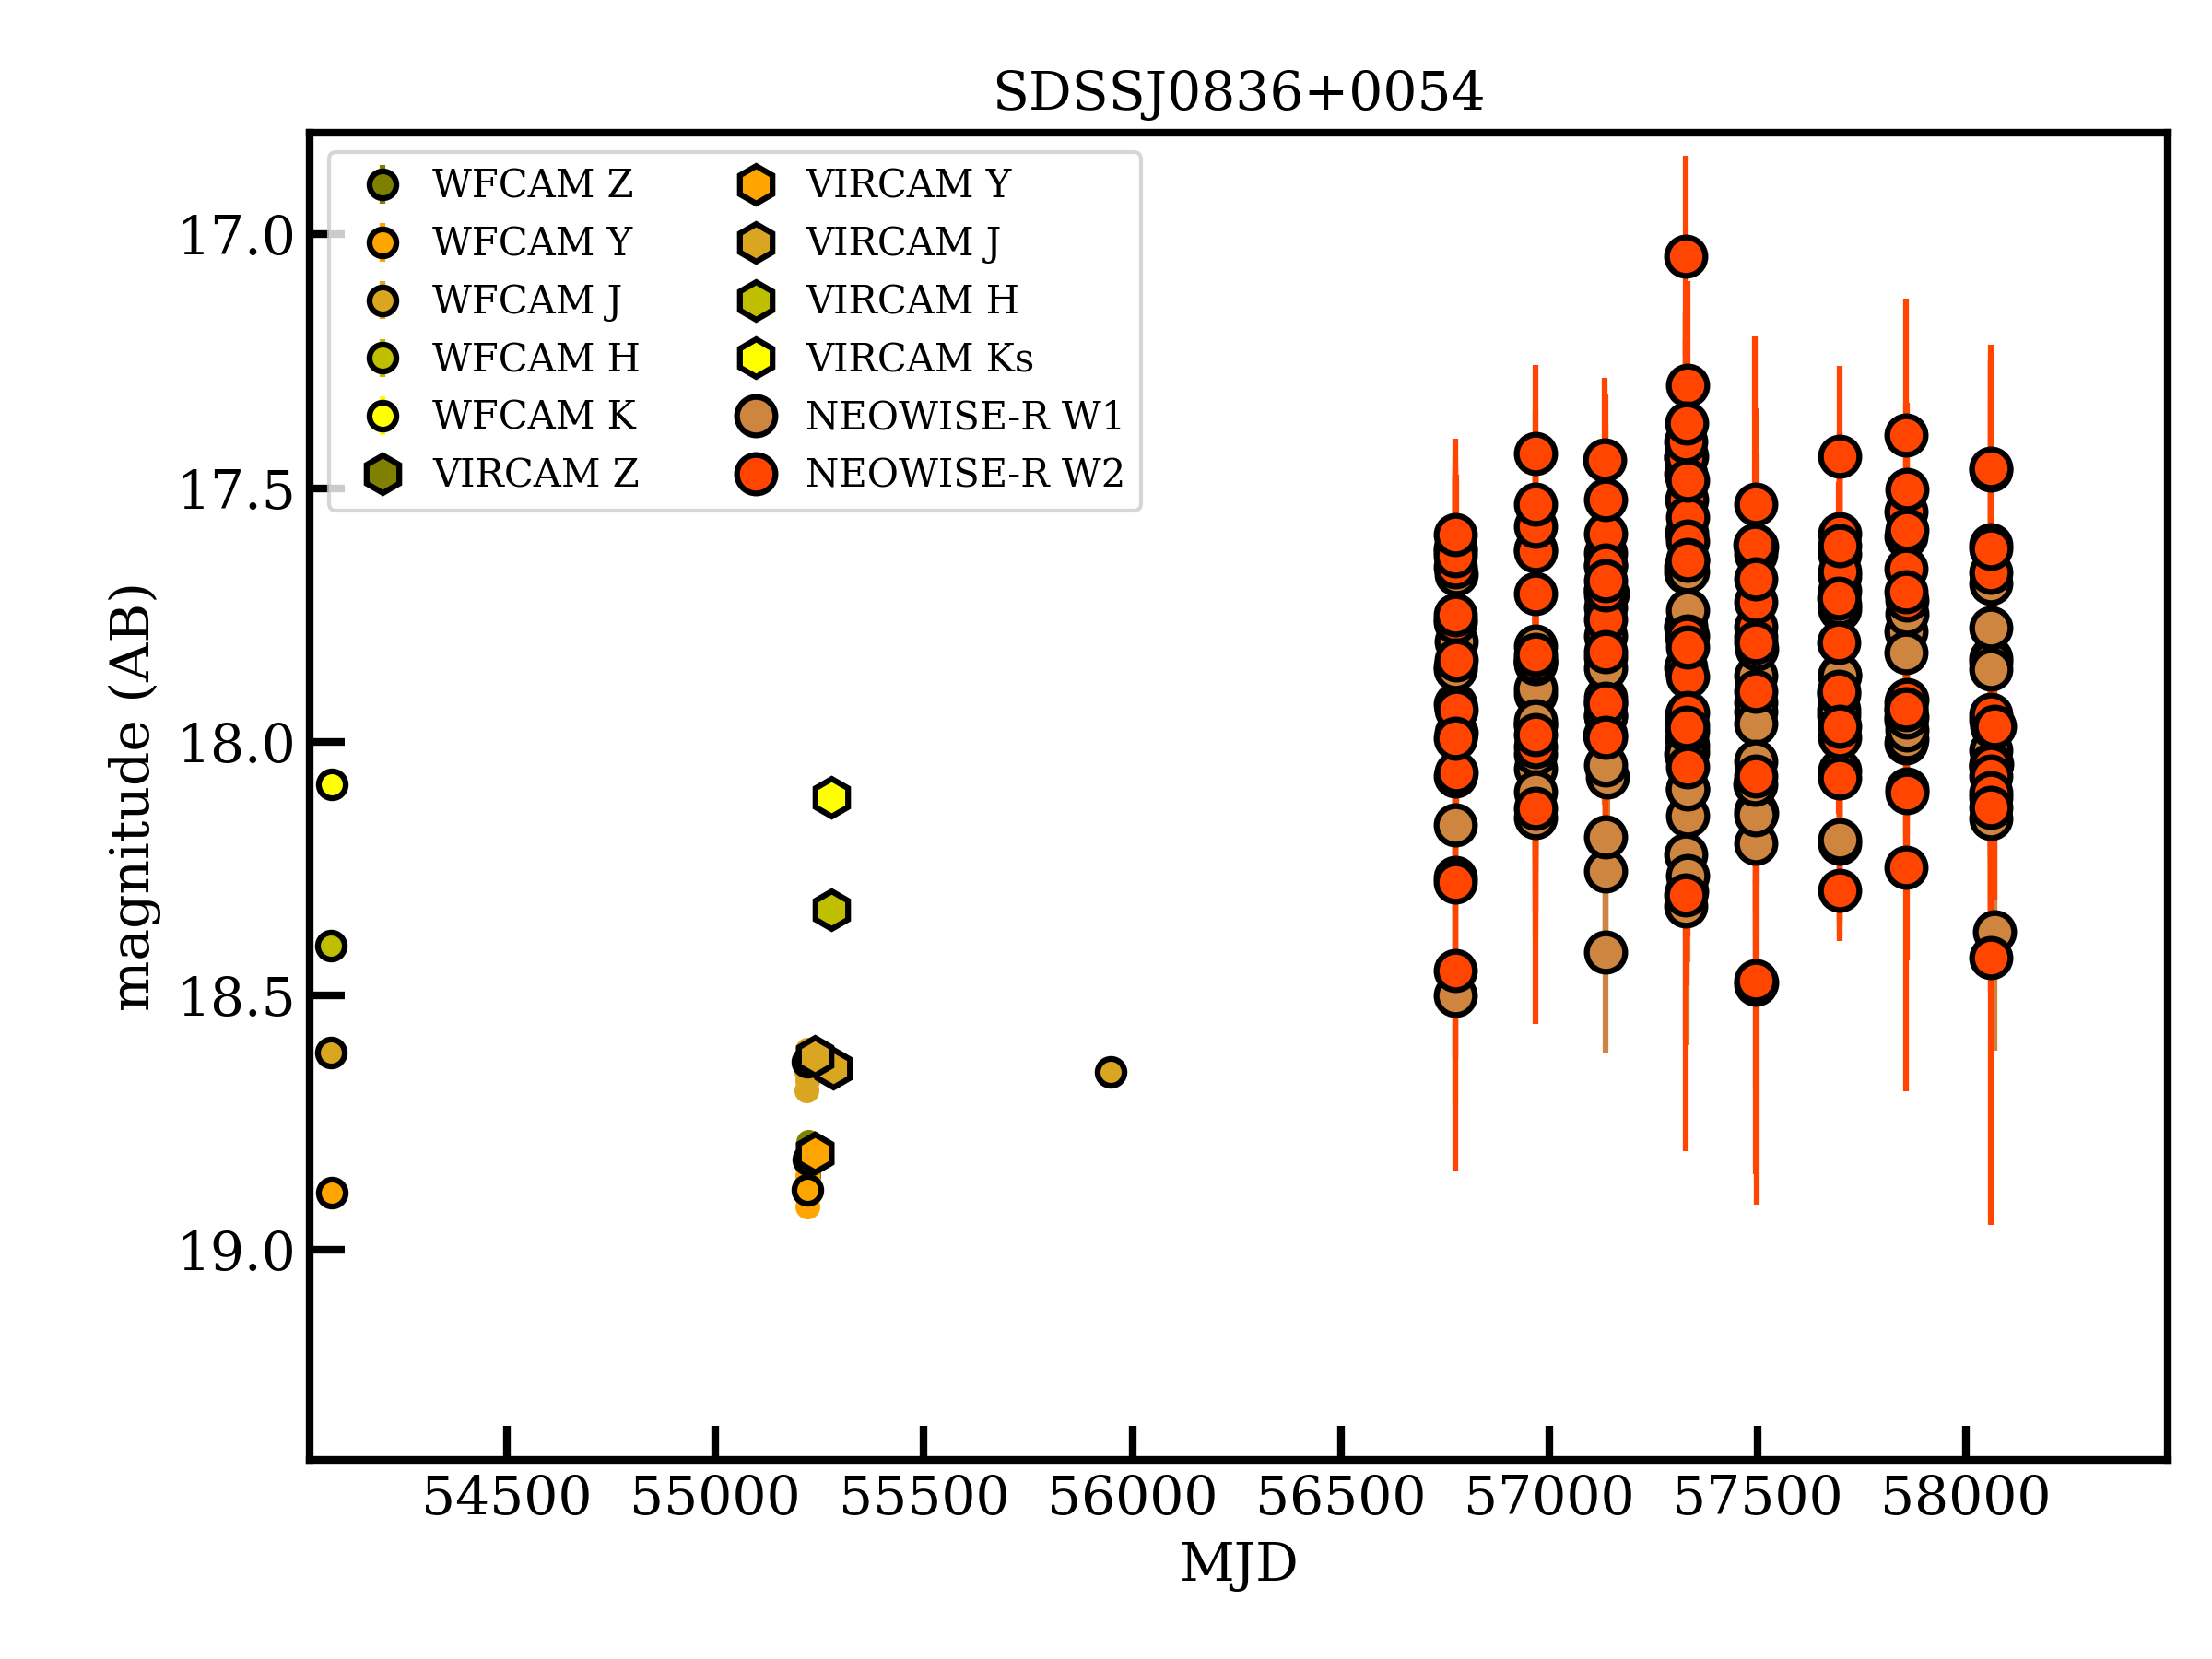 SDSSJ0836+0054
WFCAM Z
WFCAM Y
WFCAM J
WFCAM H
WFCAM K
VIRCAM Z
VIRCAM Y
VIRCAM J
VIRCAM H
VIRCAM Ks
NEOWISE-R W1
NEOWISE-R W2
magnitude (AB)
17.0
17.5
18.0
18.5
19.0
54500 55000 55500 56000 56500 57000 57500 58000
MJD